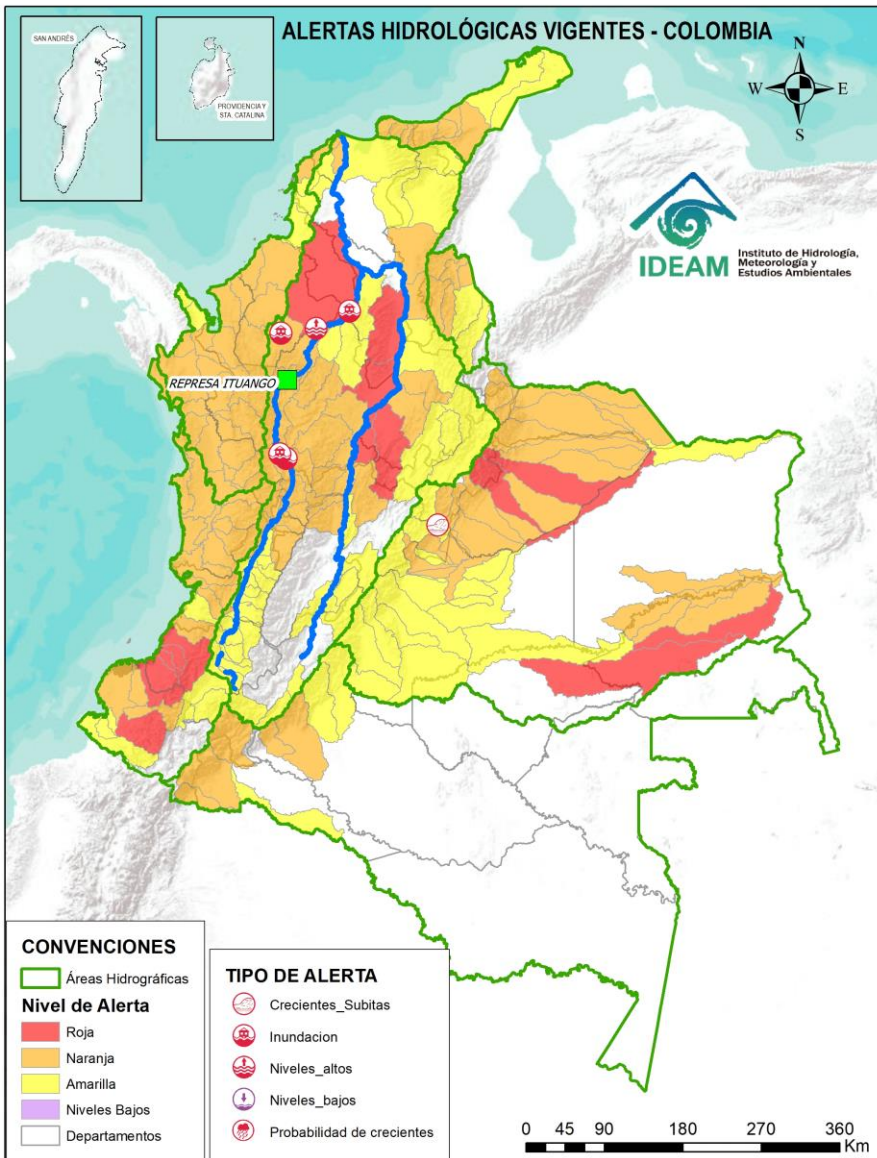 ALERTAS HIDROLÓGICAS VIGENTES - COLOMBIA
SAN ANDRÉS
PROVIDENCIA Y
STA. CATALINA
N
W
E
S
IDEAM
Instituto de Hidrología,
Meteorología y
Estudios Ambientales
REPRESA ITUANGO
CONVENCIONES
Áreas Hidrográficas
Nivel de Alerta
Roja
Naranja
Amarilla
Niveles Bajos
Departamentos
TIPO DE ALERTA
Crecientes_Subitas
Inundacion
Niveles_altos
Niveles_bajos
Probabilidad de crecientes
0 45 90 180 270 360
Km